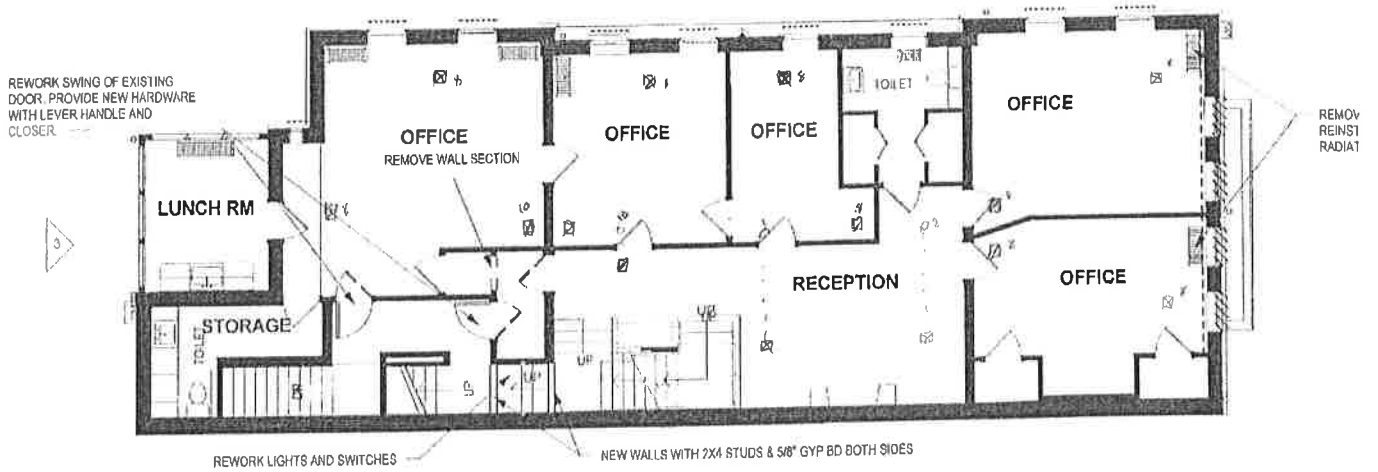 REWORK SWING OF EXISTING
DOOR. PROVIDE NEW HARDWARE
WITH LEVER HANDLE AND
CLOSER.
OFFICE
REMOVE WALL SECTION
OFFICE
OFFICE
TOILET
OFFICE
REMOV
REINST
RADIAT
LUNCH RM
3
10
STORAGE
TOILET
RECEPTION
OFFICE
UP
UP
UP
REWORK LIGHTS AND SWITCHES
NEW WALLS WITH 2X4 STUDS & 5/8" GYP BD BOTH SIDES